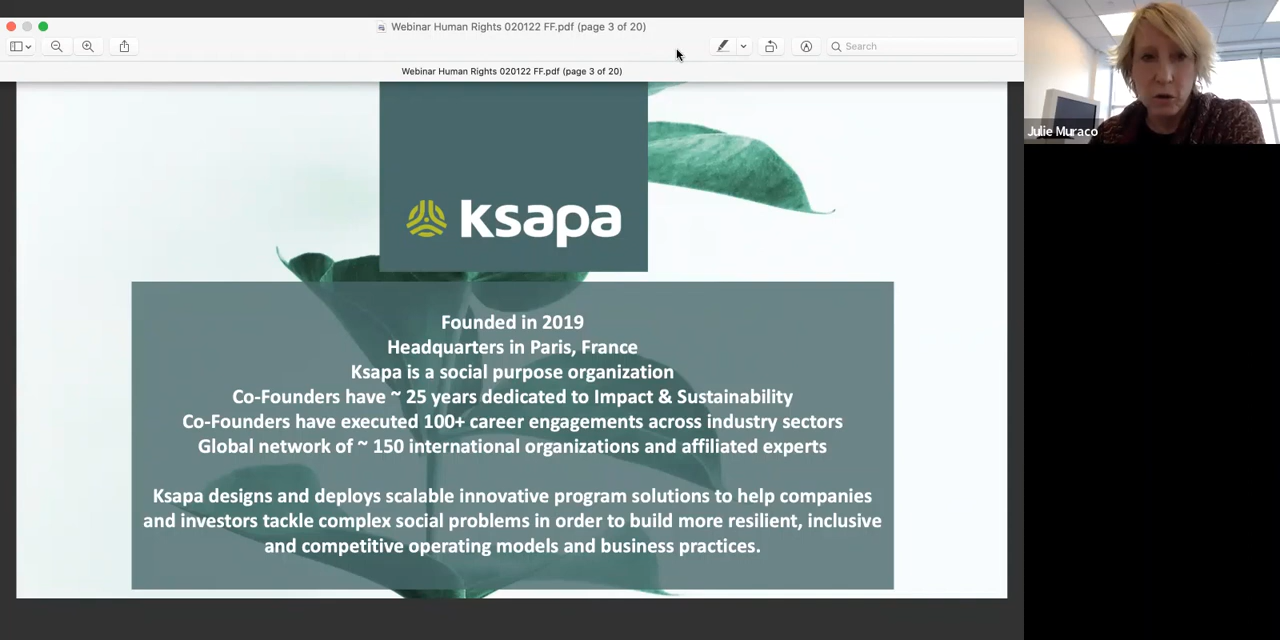 Webinar Human Rights 020122 FF.pdf (page 3 of 20)
Search
Webinar Human Rights 020122 FF.pdf (page 3 of 20)
Julie Muraco
ksapa
Founded in 2019
Headquarters in Paris, France
Ksapa is a social purpose organization
Co-Founders have ~ 25 years dedicated to Impact & Sustainability
Co-Founders have executed 100+ career engagements across industry sectors
Global network of ~ 150 international organizations and affiliated experts
Ksapa designs and deploys scalable innovative program solutions to help companies
and investors tackle complex social problems in order to build more resilient, inclusive
and competitive operating models and business practices.